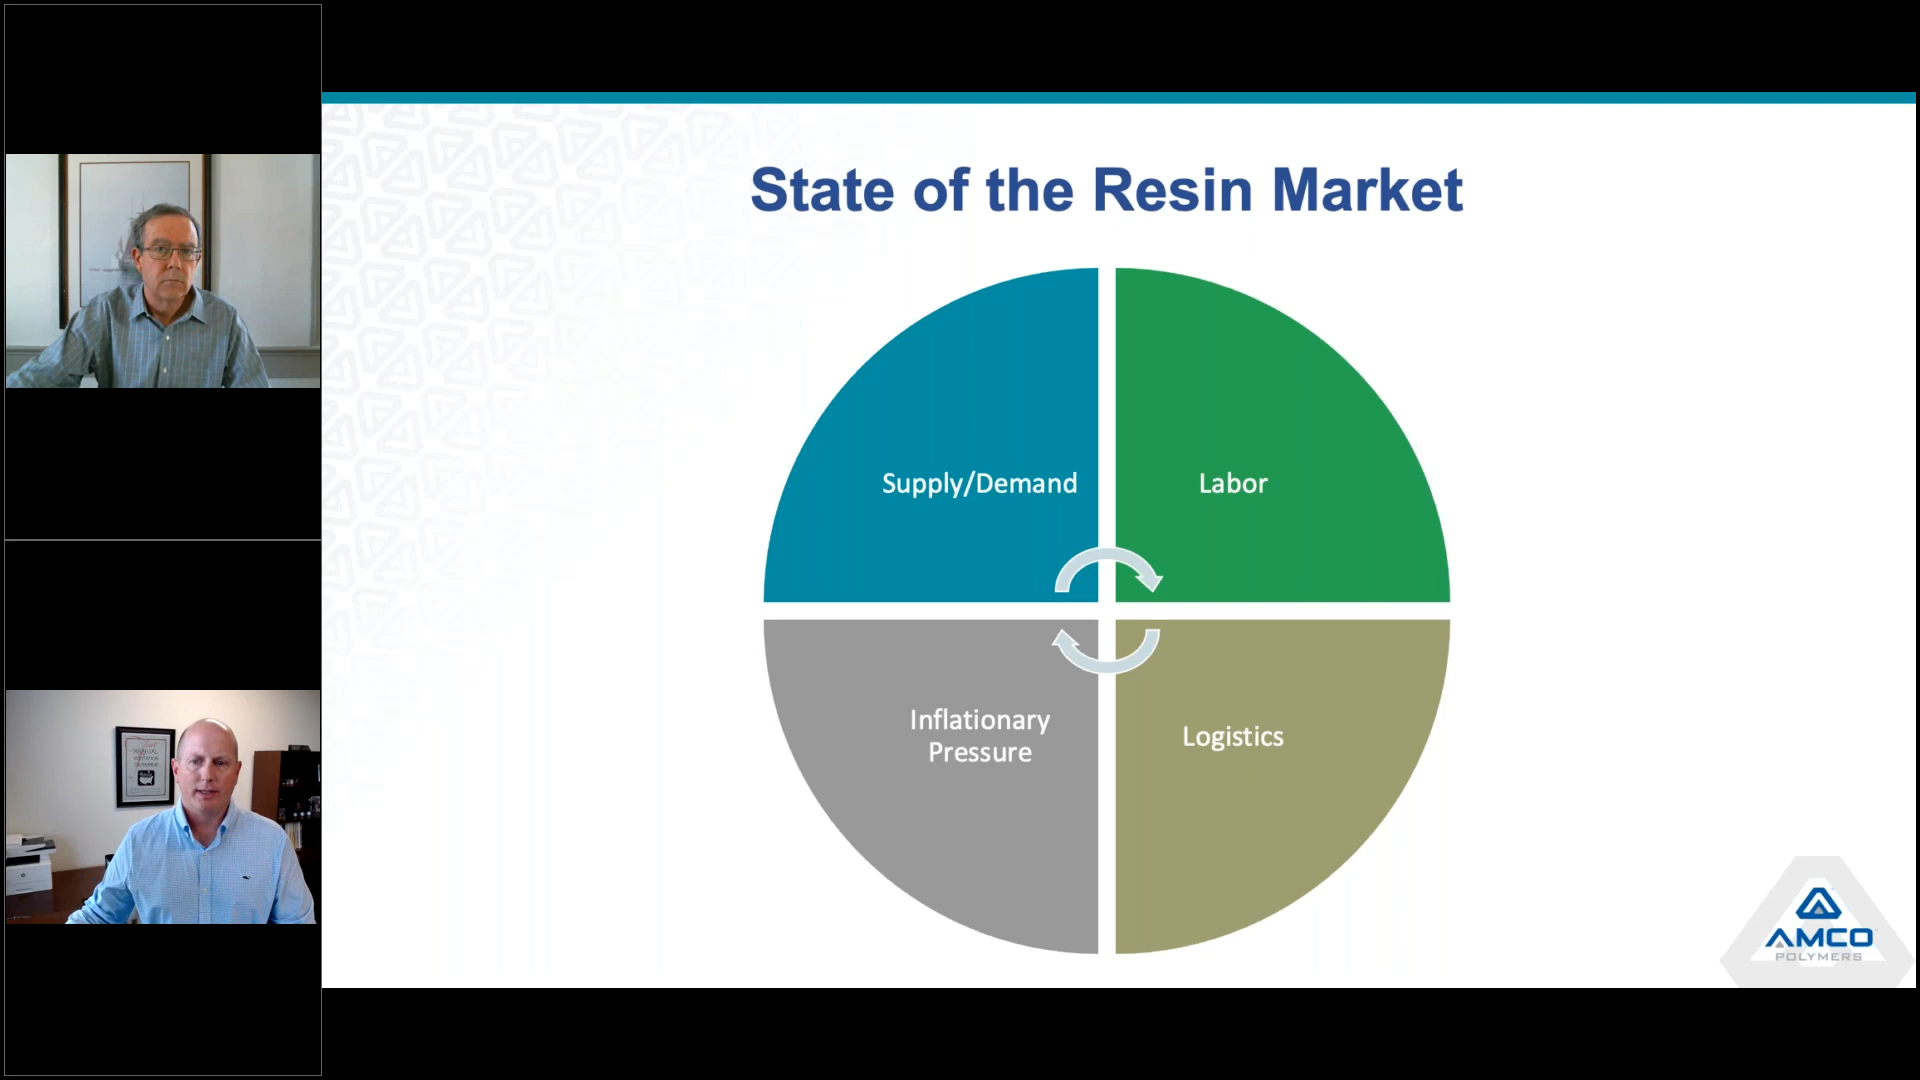 State of the Resin Market
Supply/Demand
Labor
Inflationary
Pressure
Logistics
AMCO
POLYMERS